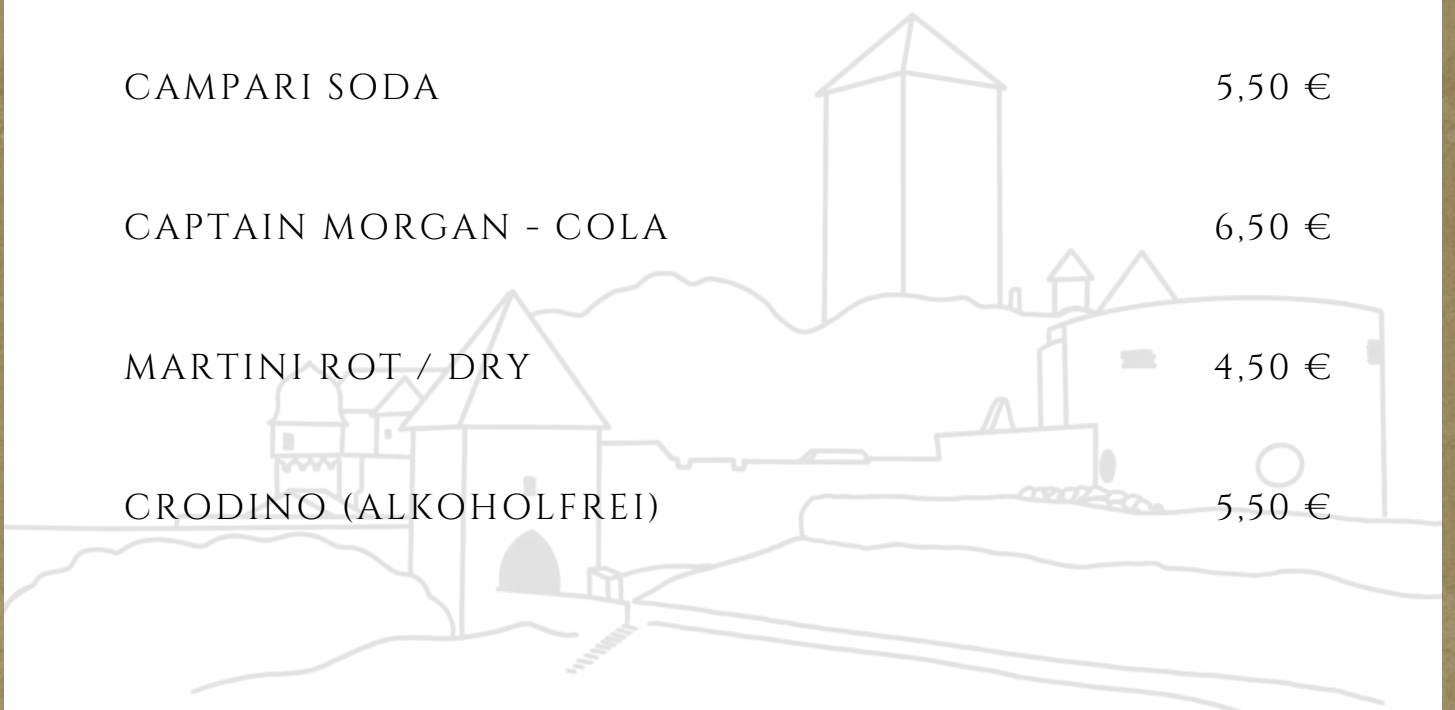 CAMPARI SODA 5,50 €
CAPTAIN MORGAN - COLA 6,50 €
MARTINI ROT / DRY 4,50 €
CRODINO (ALKOHOLFREI) 5,50 €